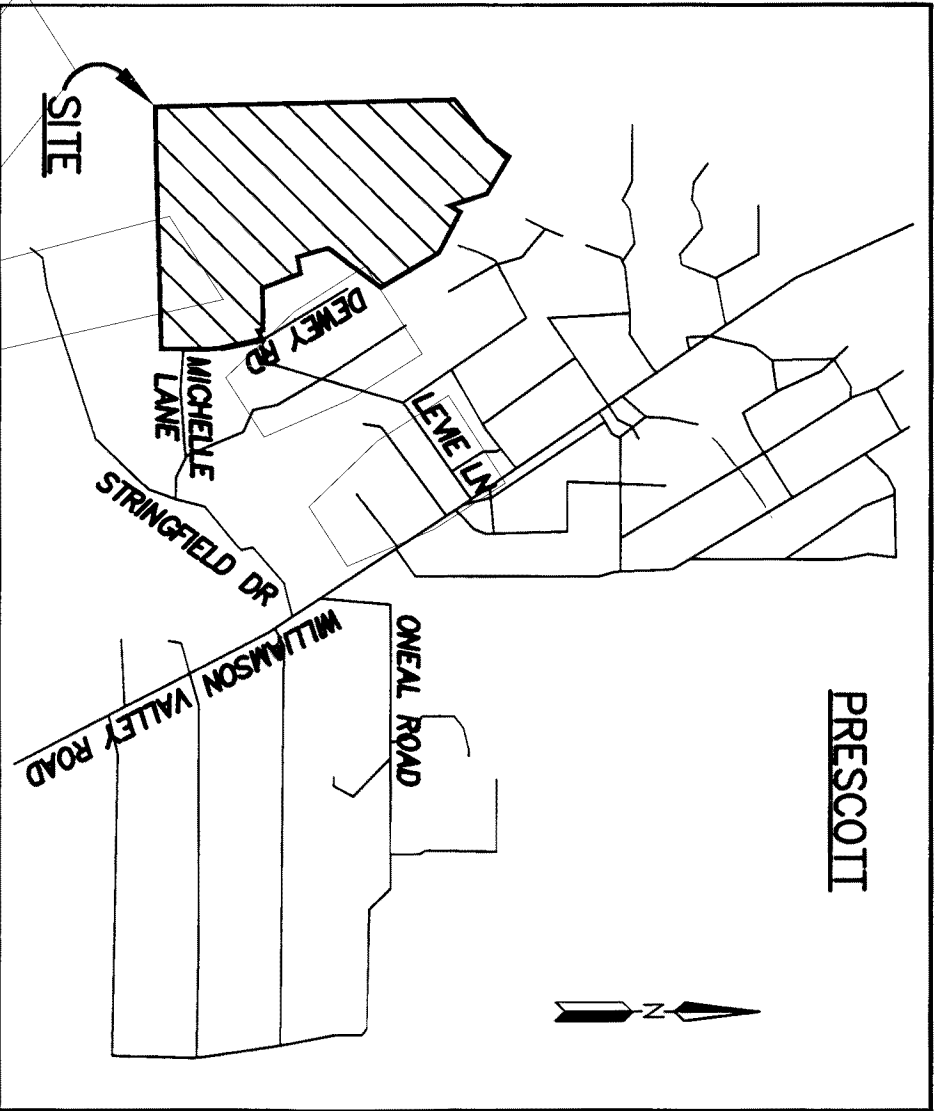 SITE
DEWEY RD
MICHELLE
LANE
LEVIE LN
STRINGFIELD DR
WILLIAMSON VALLEY ROAD
ONEAL ROAD
PRESCOTT
N